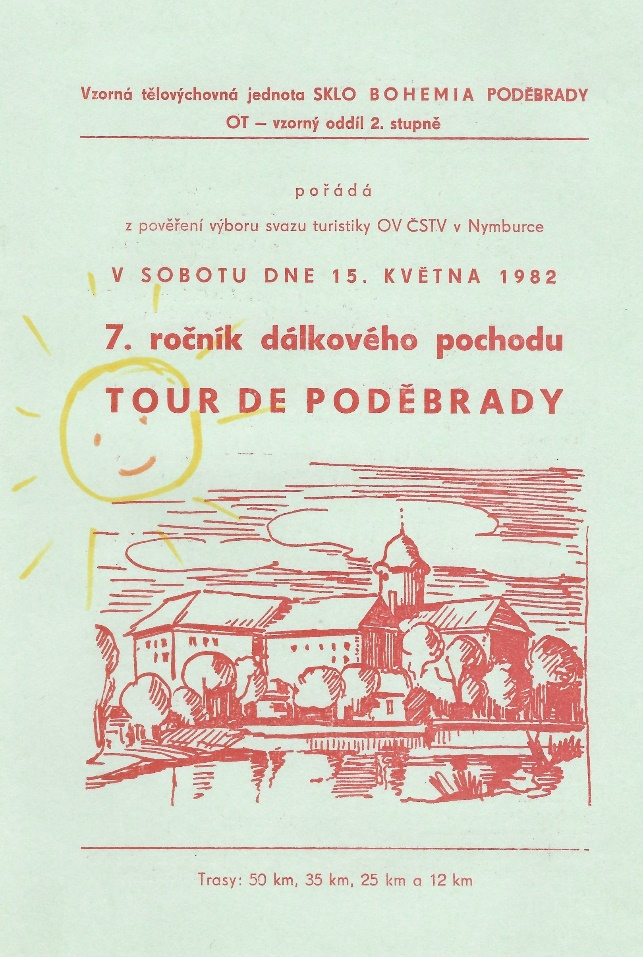 Vzorná tělovýchovná jednota SKLO BOHEMIA PODĚBRADY
OT – vzorný oddíl 2. stupně
pořádá
z pověření výboru svazu turistiky OV ČSTV v Nymburce
V SOBOTU DNE 15. KVĚTNA 1982
7. ročník dálkového pochodu
TOUR DE PODĚBRADY
Trasy: 50 km, 35 km, 25 km a 12 km